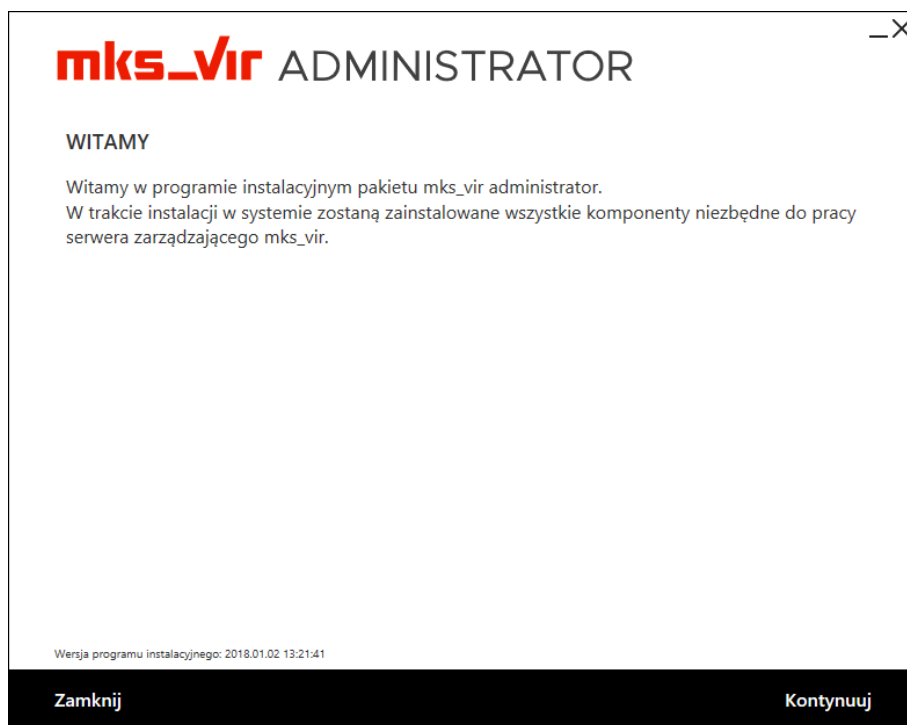 mks_vir ADMINISTRATOR
WITAMY
Witamy w programie instalacyjnym pakietu mks_vir administrator.
W trakcie instalacji w systemie zostaną zainstalowane wszystkie komponenty niezbędne do pracy
serwera zarządzającego mks_vir.
Wersja programu instalacyjnego: 2018.01.02 13:21:41
Zamknij
Kontynuuj